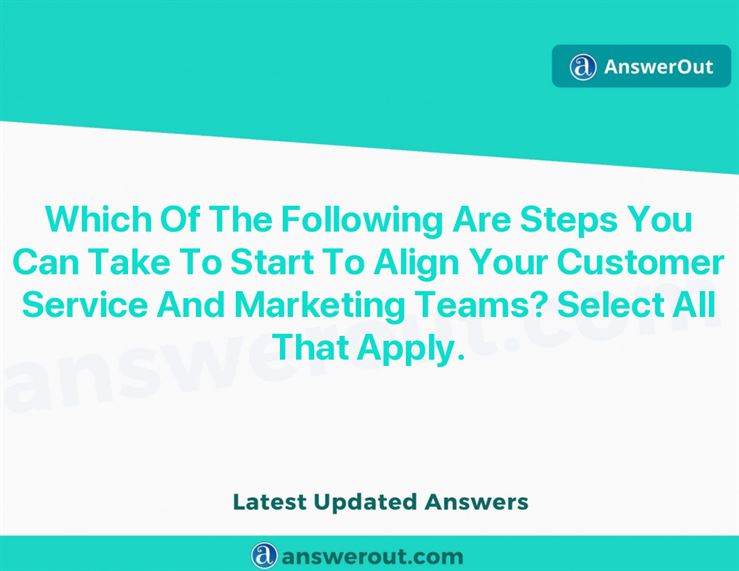 AnswerOut
Which Of The Following Are Steps You
Can Take To Start To Align Your Customer
Service And Marketing Teams? Select All
That Apply.
answerout.com
Latest Updated Answers
answerout.com